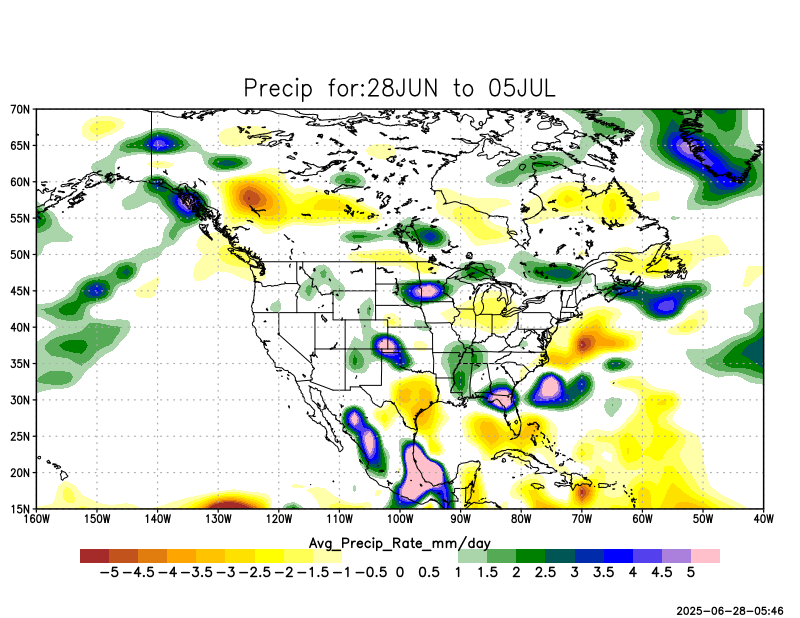 Precip for:28JUN to 05JUL
70N
65N
60N
55N
50N
45N
40N
35N
30N
25N
20N
15N
160W 150W 140W 130W 120W 110W 100W 90W 80W 70W 60W 50W 40W
Avg_Precip_Rate_mm/day
-5 -4.5 -4 -3.5 -3 -2.5 -2 -1.5 -1 -0.5 0 0.5 1 1.5 2 2.5 3 3.5 4 4.5 5
2025-06-28-05:46